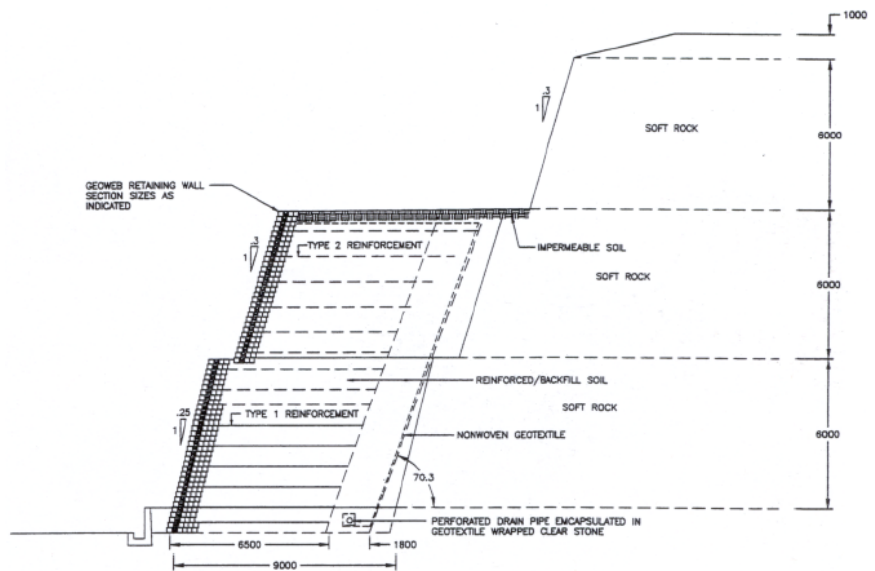 1000
3
1
SOFT ROCK
6000
GEOWEB RETAINING WALL
SECTION SIZES AS
INDICATED
3
1
TYPE 2 REINFORCEMENT
IMPERMEABLE SOIL
SOFT ROCK
6000
REINFORCED/BACKFILL SOIL
.25
1
TYPE 1 REINFORCEMENT
SOFT ROCK
NONWOVEN GEOTEXTILE
6000
70.3
PERFORATED DRAIN PIPE EMCAPSULATED IN
GEOTEXTILE WRAPPED CLEAR STONE
6500
1800
9000